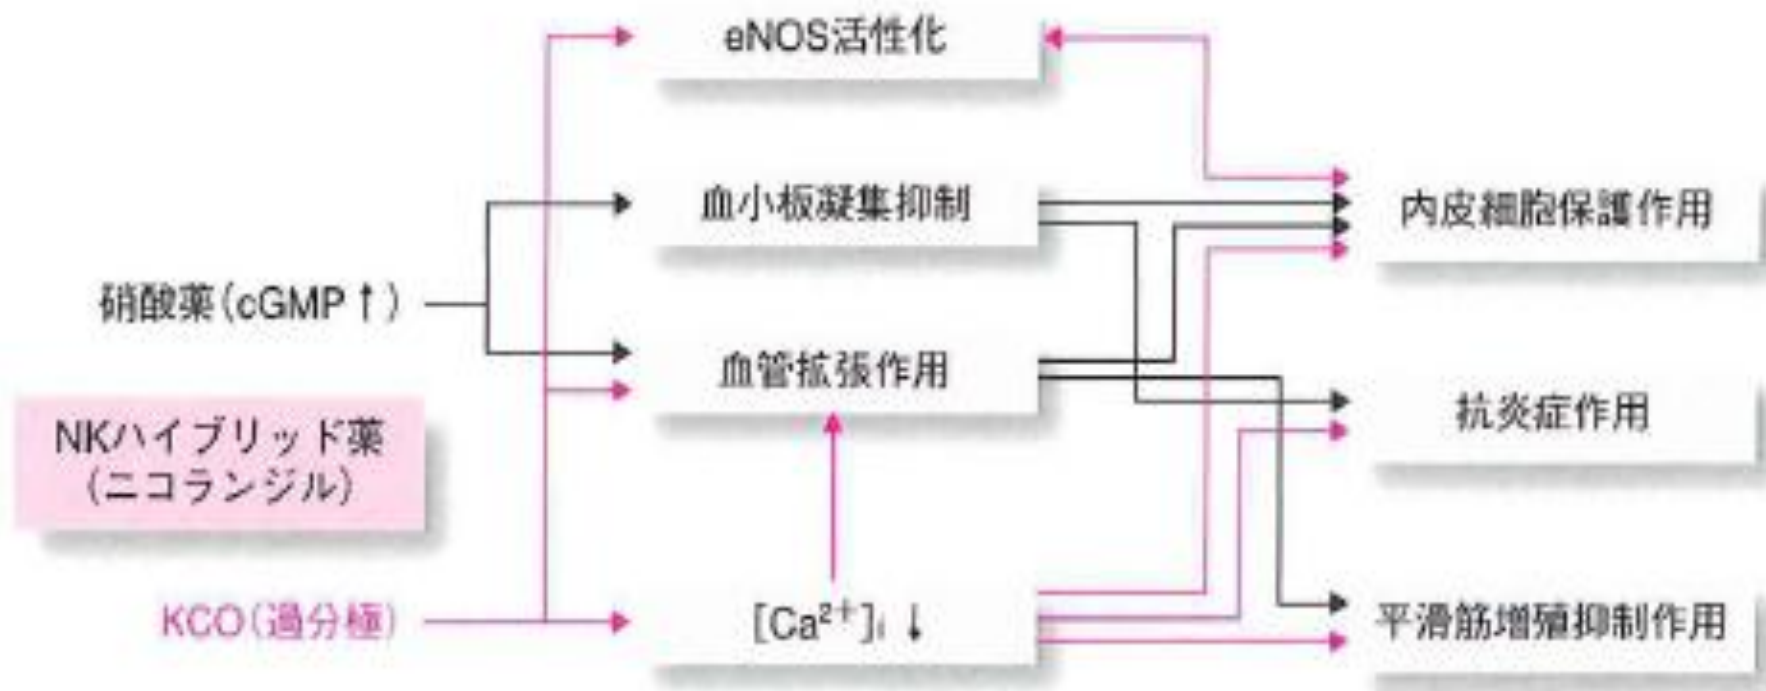 eNOS活性化
血小板凝集抑制
内皮細胞保護作用
硝酸薬(cGMP↑)
血管拡張作用
抗炎症作用
NKハイブリッド薬
(ニコランジル)
KCO(過分極)
[Ca²⁺]i ↓
平滑筋増殖抑制作用